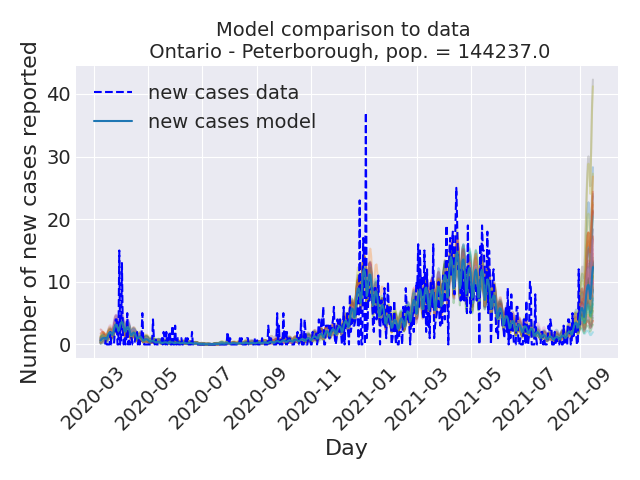 Model comparison to data
Ontario - Peterborough, pop. = 144237.0
Number of new cases reported
40
30
20
10
0
new cases data
new cases model
2020-03
2020-05
2020-07
2020-09
2020-11
2021-01
2021-03
2021-05
2021-07
2021-09
Day